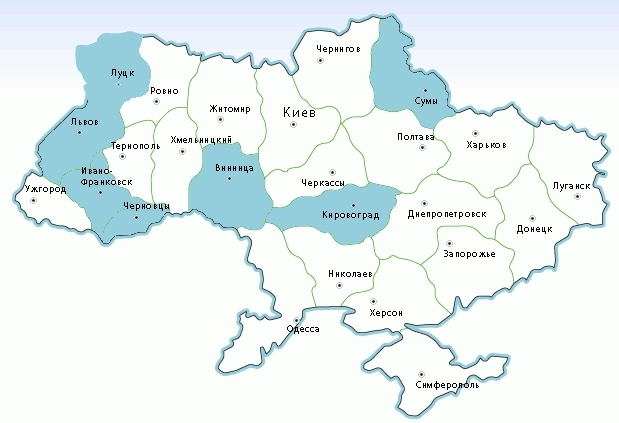 Чернигов
Луцк
Ровно
Сумы
Житомир
Киев
Львов
Хмельницкий
Полтава
Харьков
Тернополь
Ивано-
Франковск
Винница
Черкассы
Ужгород
Луганск
Черновцы
Кировоград
Днепропетровск
Донецк
Запорожье
Николаев
Херсон
Одесса
Симферополь